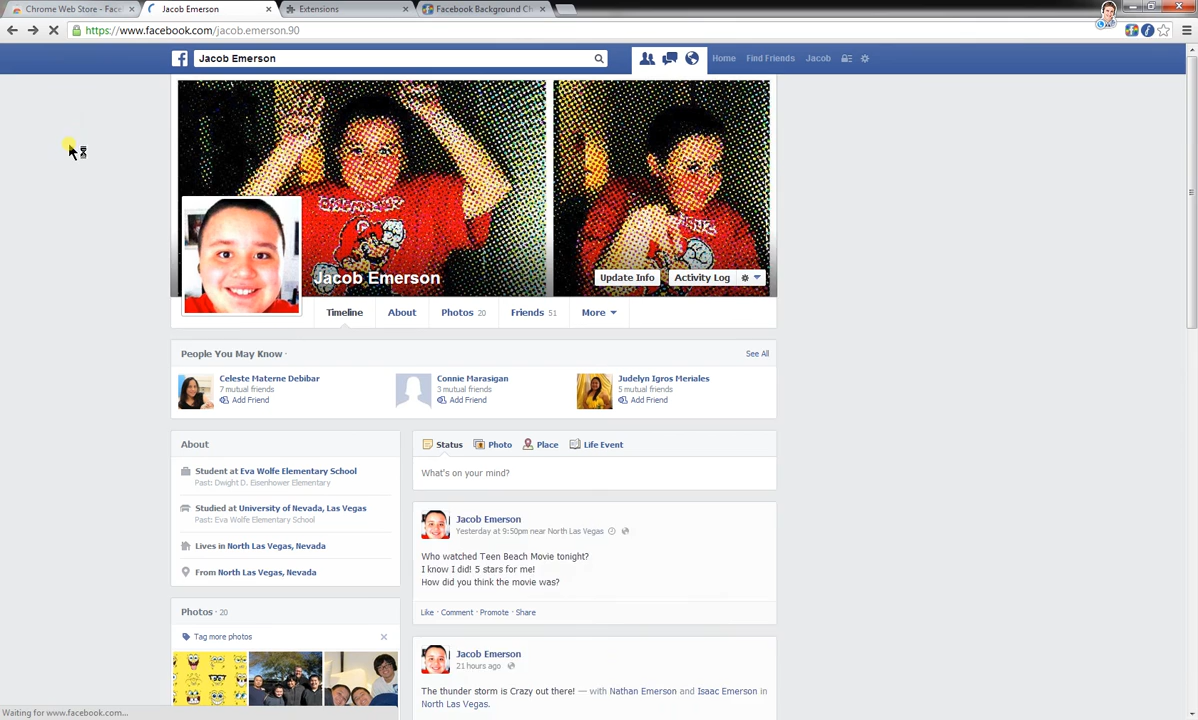 Chrome Web Store - Face
Jacob Emerson
Extensions
Facebook Background Ch
https://www.facebook.com/jacob.emerson.90
Jacob Emerson
Home
Find Friends
Jacob
Jacob Emerson
Update Info
Activity Log
Timeline
About
Photos 20
Friends 51
More
People You May Know ·
See All
Celeste Materne Debibar
7 mutual friends
Add Friend
Connie Marasigan
3 mutual friends
Add Friend
Judelyn Igros Meriales
5 mutual friends
Add Friend
About
Student at Eva Wolfe Elementary School
Past: Dwight D. Eisenhower Elementary
Studied at University of Nevada, Las Vegas
Past: Eva Wolfe Elementary School
Lives in North Las Vegas, Nevada
From North Las Vegas, Nevada
Photos · 20
Tag more photos
Status
Photo
Place
Life Event
What's on your mind?
Jacob Emerson
Yesterday at 9:50pm near North Las Vegas
Who watched Teen Beach Movie tonight?
I know I did! 5 stars for me!
How did you think the movie was?
Like · Comment · Promote · Share
Jacob Emerson
21 hours ago
The thunder storm is Crazy out there! — with Nathan Emerson and Isaac Emerson in
North Las Vegas.
Waiting for www.facebook.com...